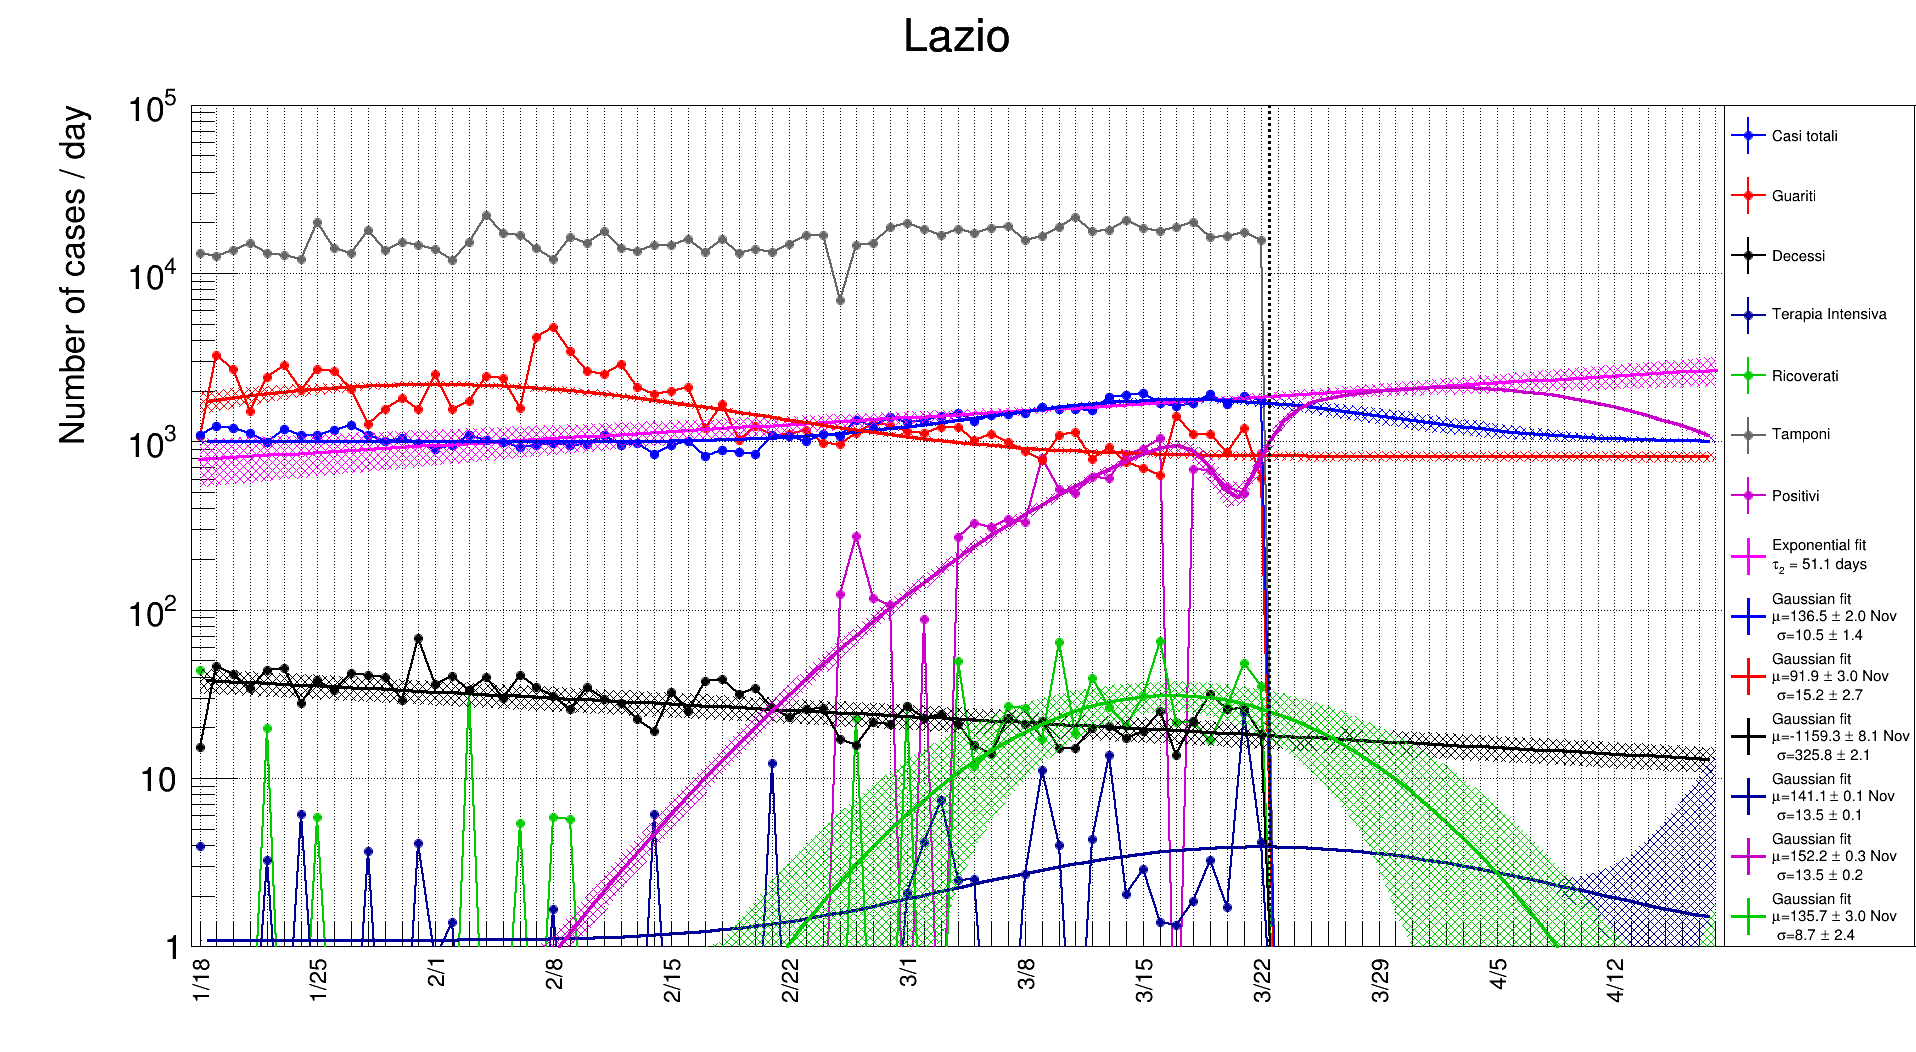 Lazio
Number of cases / day
10^5
10^4
10^3
10^2
10
1
1/18
1/25
2/1
2/8
2/15
2/22
3/1
3/8
3/15
3/22
3/29
4/5
4/12
Casi totali
Guariti
Decessi
Terapia Intensiva
Ricoverati
Tamponi
Positivi
Exponential fit
τ₂ = 51.1 days
Gaussian fit
μ=136.5 ± 2.0 Nov
σ=10.5 ± 1.4
Gaussian fit
μ=91.9 ± 3.0 Nov
σ=15.2 ± 2.7
Gaussian fit
μ=-1159.3 ± 8.1 Nov
σ=325.8 ± 2.1
Gaussian fit
μ=141.1 ± 0.1 Nov
σ=13.5 ± 0.1
Gaussian fit
μ=152.2 ± 0.3 Nov
σ=13.5 ± 0.2
Gaussian fit
μ=135.7 ± 3.0 Nov
σ=8.7 ± 2.4